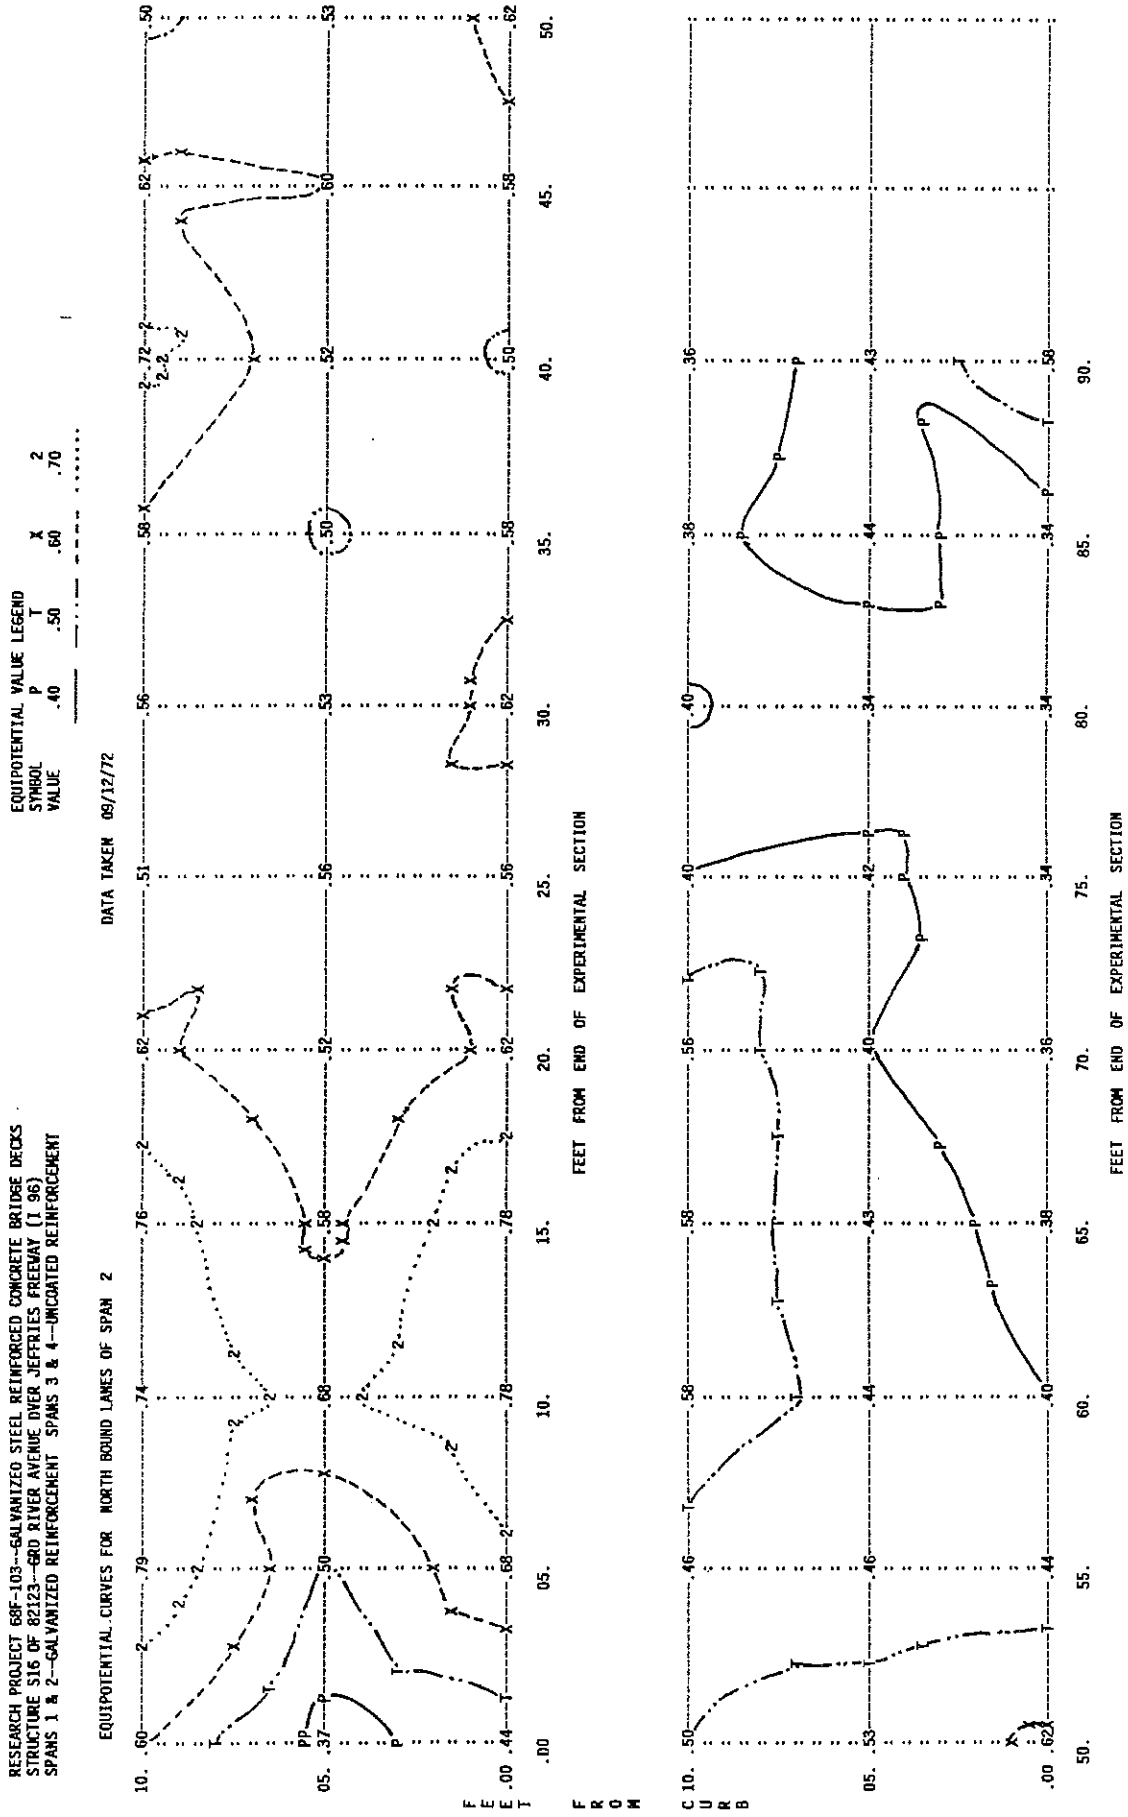 RESEARCH PROJECT 68F-103--GALVANIZED STEEL REINFORCED CONCRETE BRIDGE DECKS
STRUCTURE S16 OF 82123--GRD RIVER AVENUE OVER JEFFRIES FREEWAY (I 96)
SPANS 1 & 2--GALVANIZED REINFORCEMENT SPANS 3 & 4--UNCOATED REINFORCEMENT
EQUIPOTENTIAL VALUE LEGEND
SYMBOL P T X 2
VALUE .40 .50 .60 .70
EQUIPOTENTIAL CURVES FOR NORTH BOUND LANES OF SPAN 2
DATA TAKEN 09/12/72
10. .60 .79 .74 .76 .62 .51 .56 .58 .72 .62 .50
05. .37 .50 .68 .58 .52 .56 .53 .50 .52 .60 .53
.00 .44 .68 .78 .78 .62 .56 .62 .58 .50 .58 .62
.00 05. 10. 15. 20. 25. 30. 35. 40. 45. 50.
FEET FROM END OF EXPERIMENTAL SECTION
FEET
FROM
CURB
10. .50 .46 .58 .58 .56 .40 .40 .38 .36
05. .53 .46 .44 .43 .40 .42 .34 .44 .43
.00 .62 .44 .40 .38 .36 .34 .34 .34 .58
50. 55. 60. 65. 70. 75. 80. 85. 90.
FEET FROM END OF EXPERIMENTAL SECTION